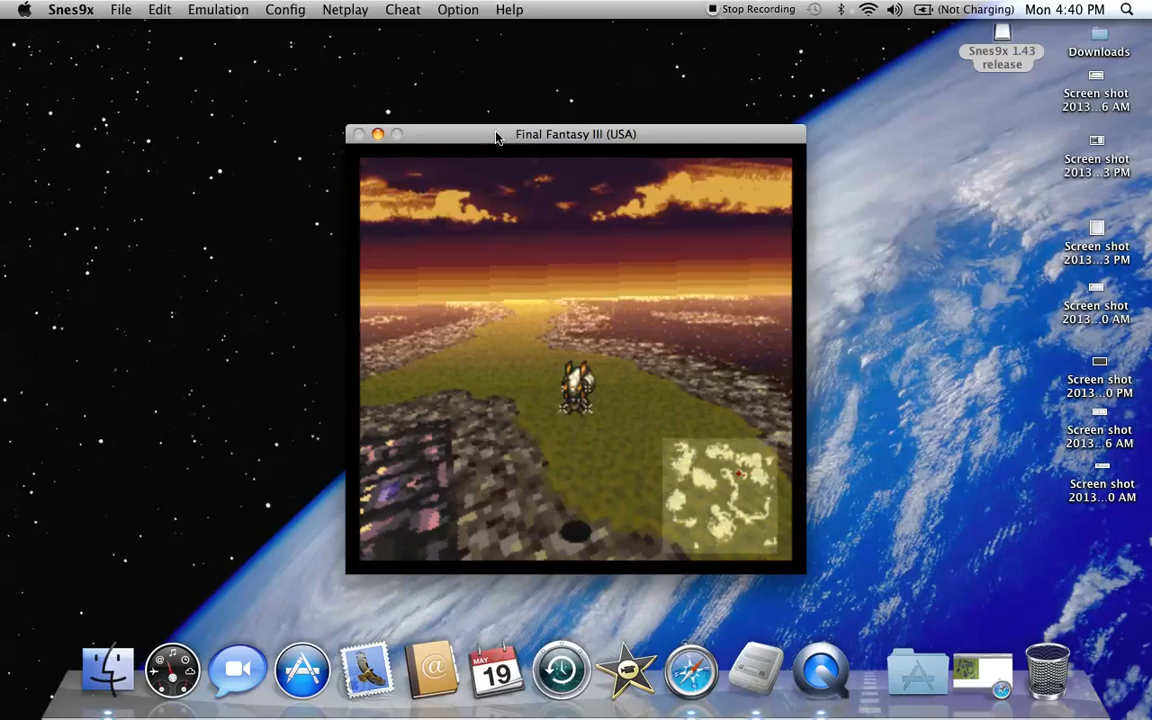 Snes9x File Edit Emulation Config Netplay Cheat Option Help Stop Recording (Not Charging) Mon 4:40 PM
Snes9x 1.43
release
Downloads
Screen shot
2013...6 AM
Screen shot
2013...3 PM
Final Fantasy III (USA)
Screen shot
2013...3 PM
Screen shot
2013...0 AM
Screen shot
2013...0 PM
Screen shot
2013...6 AM
Screen shot
2013...0 AM
MAY
19